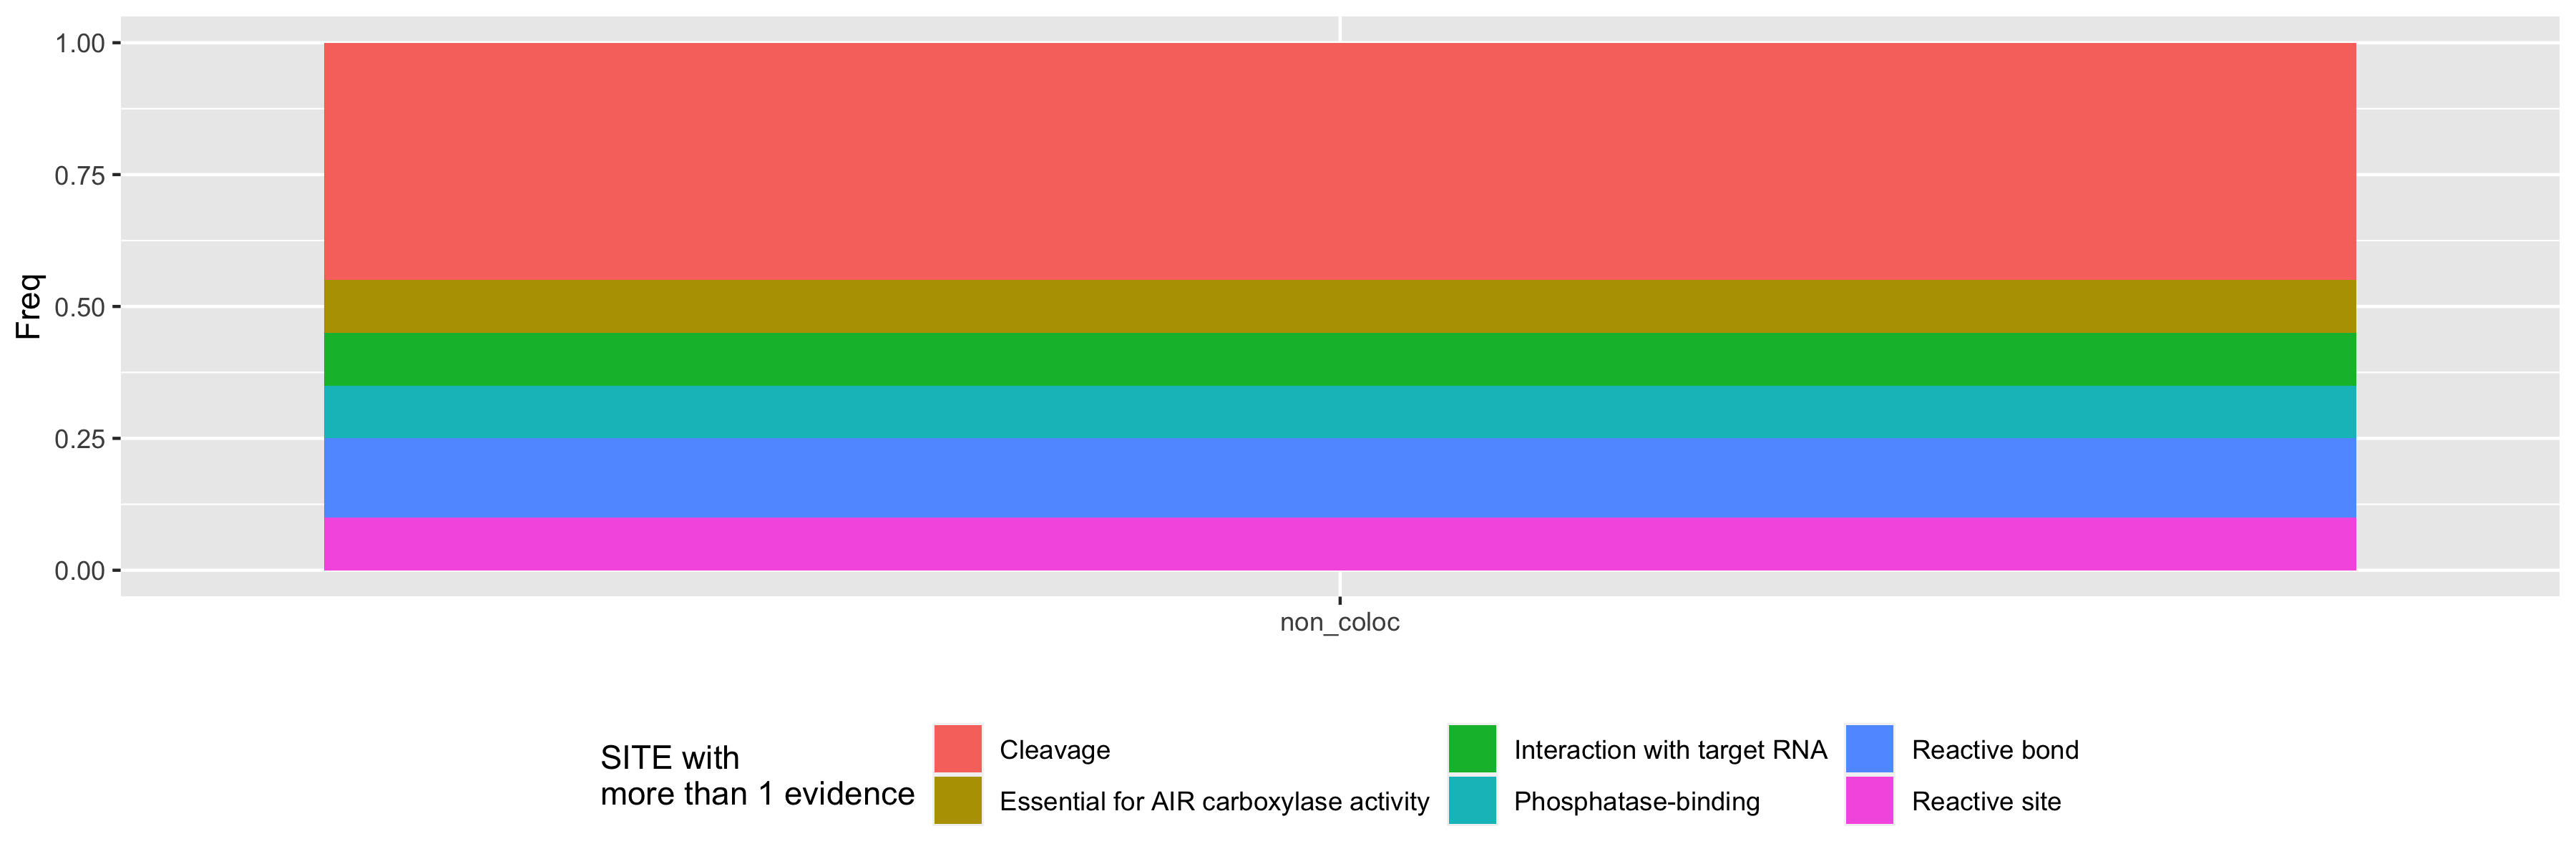 1.00
0.75
0.50
0.25
0.00
Freq
non_coloc
SITE with
more than 1 evidence
Cleavage
Essential for AIR carboxylase activity
Interaction with target RNA
Phosphatase-binding
Reactive bond
Reactive site